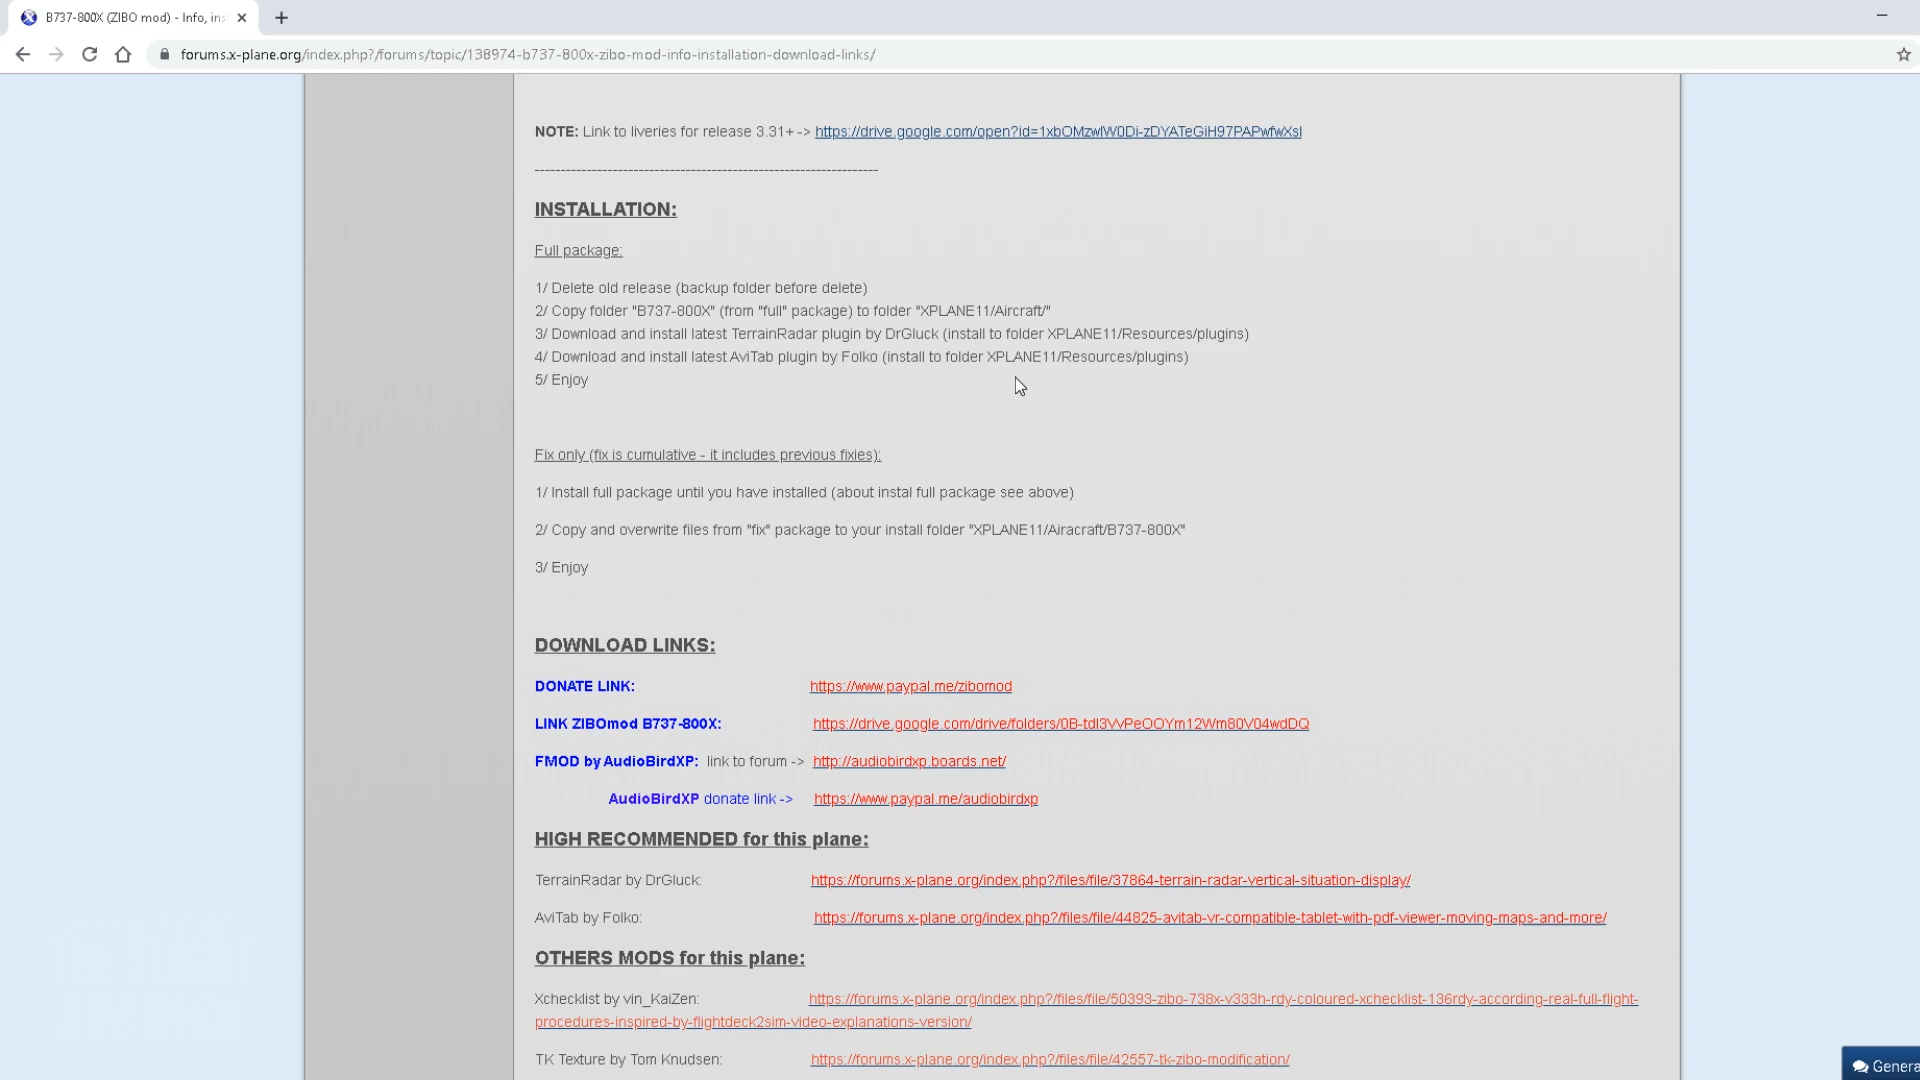 B737-800X (ZIBO mod) - Info, ins
forums.x-plane.org/index.php?/forums/topic/138974-b737-800x-zibo-mod-info-installation-download-links/
NOTE: Link to liveries for release 3.31+ -> https://drive.google.com/open?id=1xbOMzwlW0Di-zDYATeGiH97PAPwfwXsI
------------------------------------------------------------------
INSTALLATION:
Full package:
1/ Delete old release (backup folder before delete)
2/ Copy folder "B737-800X" (from "full" package) to folder "XPLANE11/Aircraft/"
3/ Download and install latest TerrainRadar plugin by DrGluck (install to folder XPLANE11/Resources/plugins)
4/ Download and install latest AviTab plugin by Folko (install to folder XPLANE11/Resources/plugins)
5/ Enjoy
Fix only (fix is cumulative - it includes previous fixies):
1/ Install full package until you have installed (about instal full package see above)
2/ Copy and overwrite files from "fix" package to your install folder "XPLANE11/Airacraft/B737-800X"
3/ Enjoy
DOWNLOAD LINKS:
DONATE LINK: https://www.paypal.me/zibomod
LINK ZIBOmod B737-800X: https://drive.google.com/drive/folders/0B-tdl3VvPeOOYm12Wm80V04wdDQ
FMOD by AudioBirdXP: link to forum -> http://audiobirdxp.boards.net/
AudioBirdXP donate link -> https://www.paypal.me/audiobirdxp
HIGH RECOMMENDED for this plane:
TerrainRadar by DrGluck: https://forums.x-plane.org/index.php?/files/file/37864-terrain-radar-vertical-situation-display/
AviTab by Folko: https://forums.x-plane.org/index.php?/files/file/44825-avitab-vr-compatible-tablet-with-pdf-viewer-moving-maps-and-more/
OTHERS MODS for this plane:
Xchecklist by vin_KaiZen: https://forums.x-plane.org/index.php?/files/file/50393-zibo-738x-v333h-rdy-coloured-xchecklist-136rdy-according-real-full-flight-
procedures-inspired-by-flightdeck2sim-video-explanations-version/
TK Texture by Tom Knudsen: https://forums.x-plane.org/index.php?/files/file/42557-tk-zibo-modification/
Genera